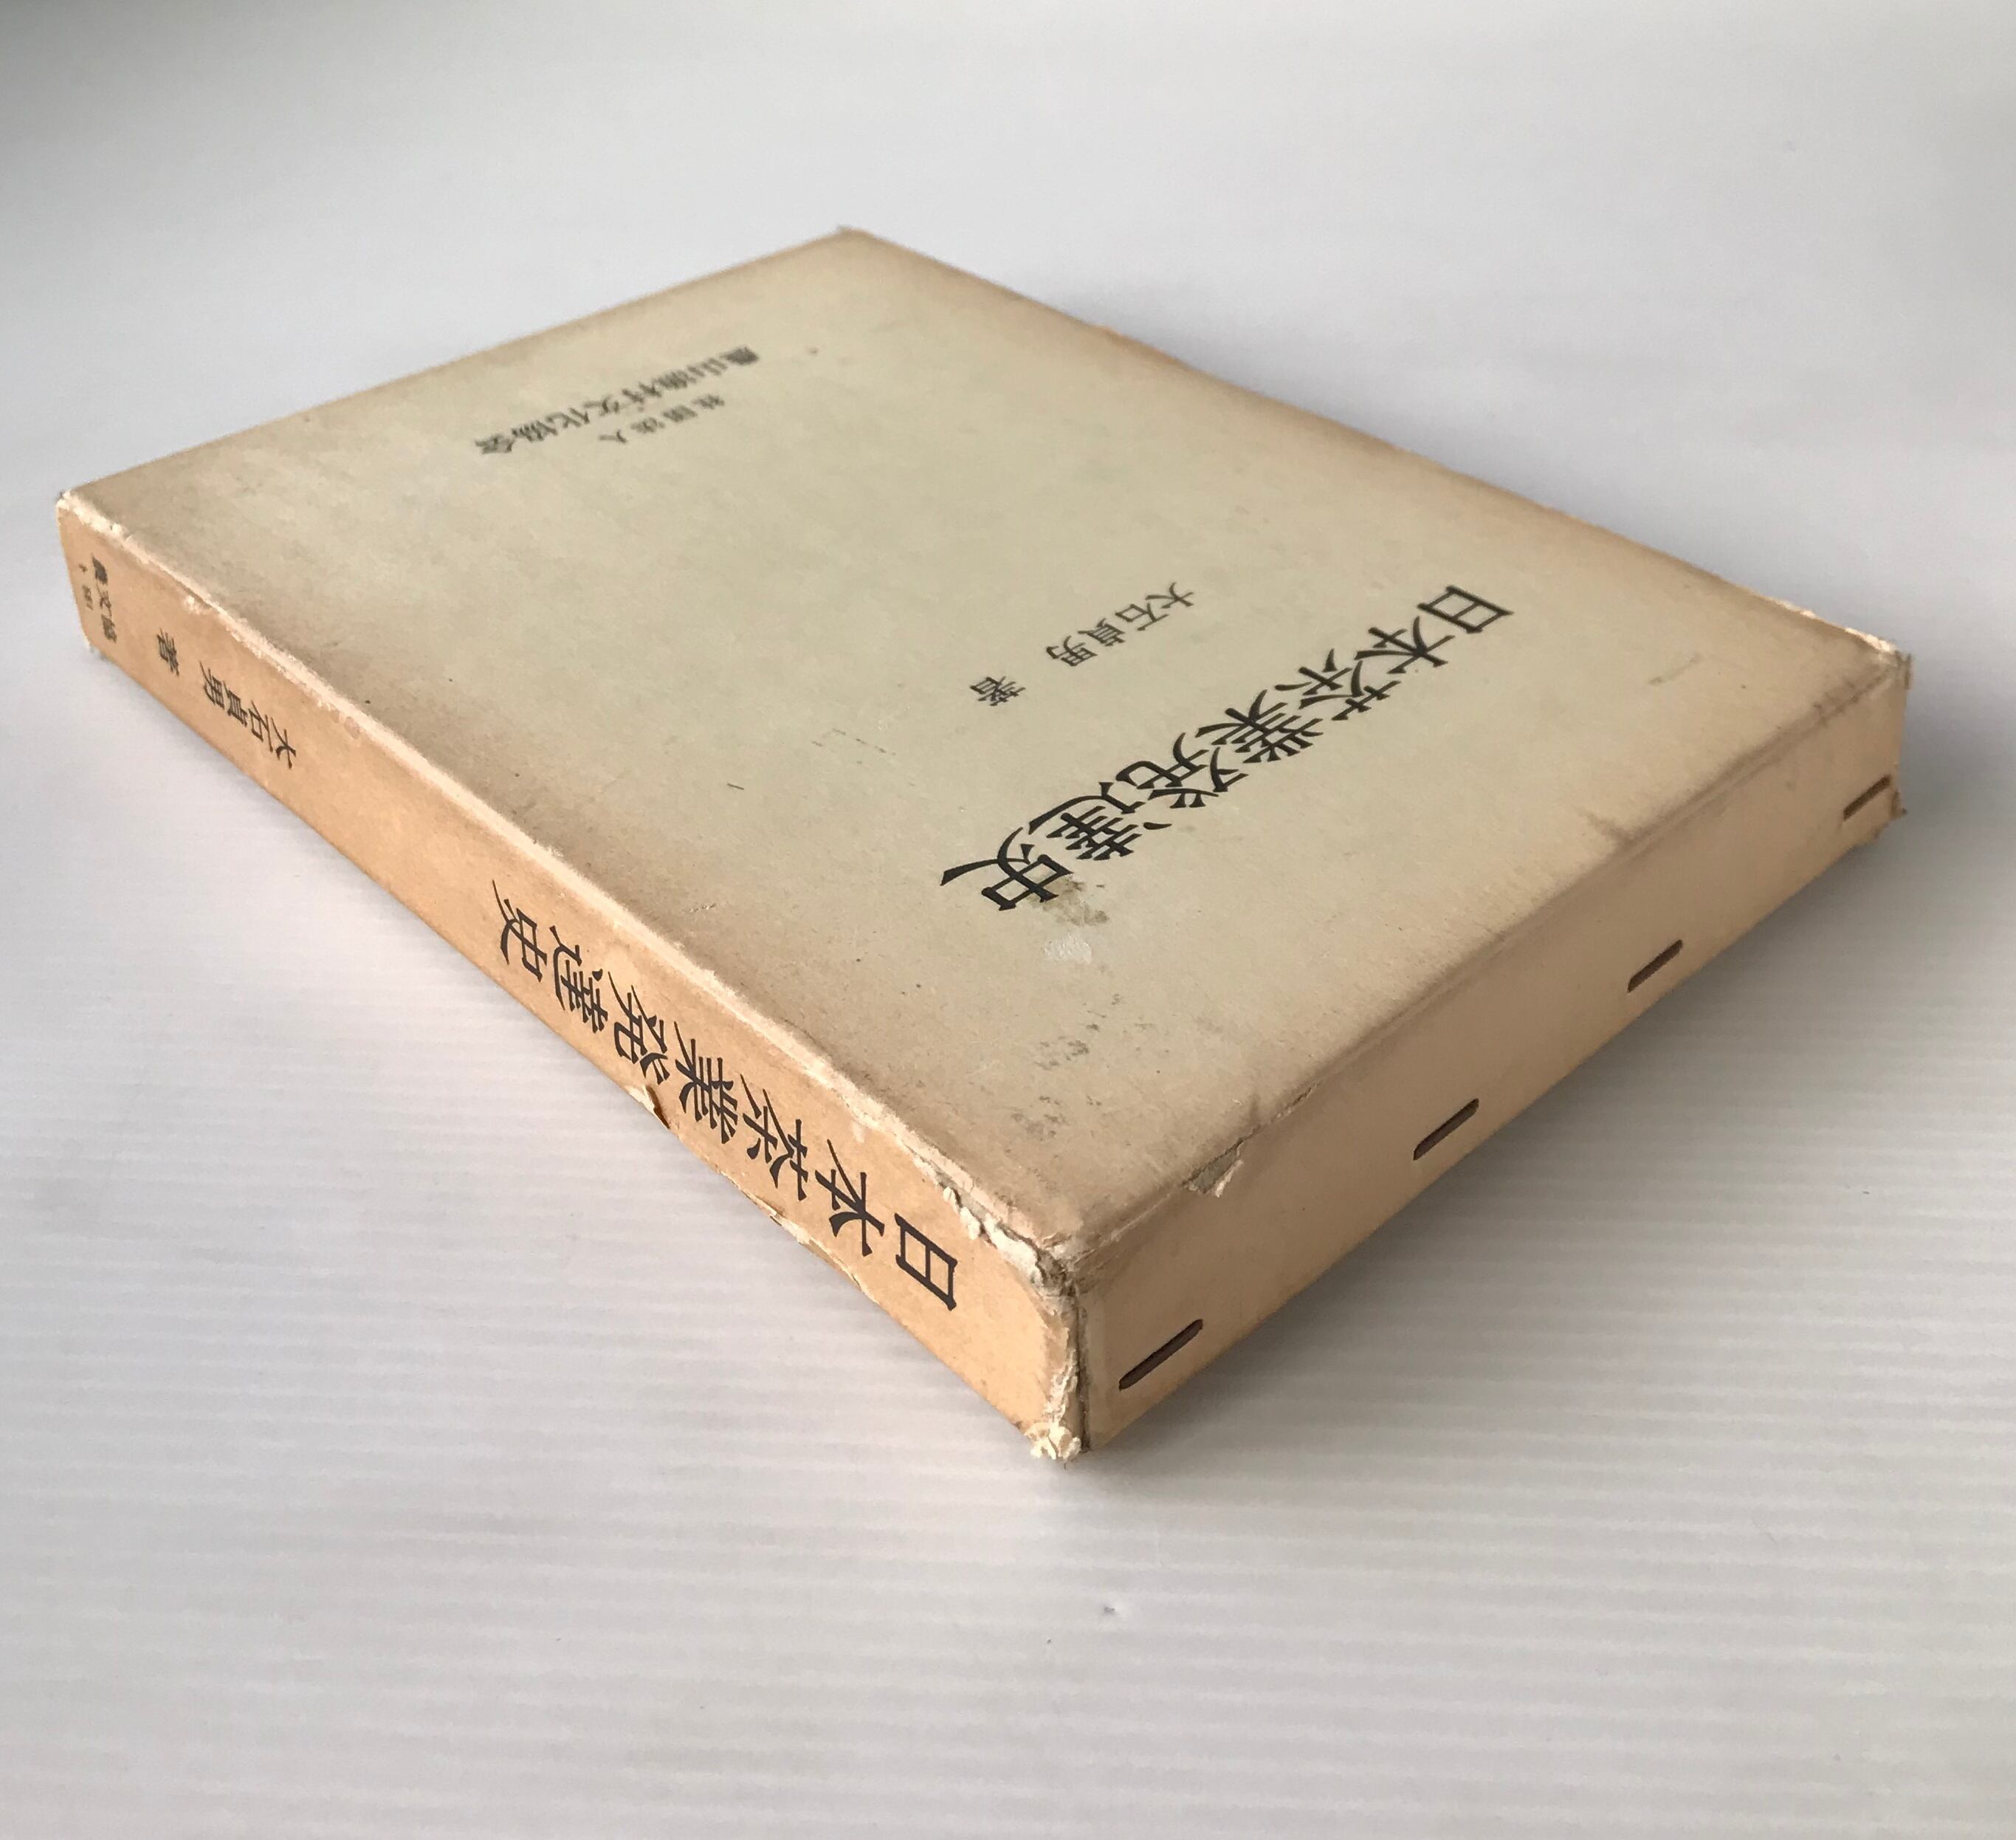 日本茶業発達史
大石貞男 著
社団法人
農山漁村文化協会
日本茶業発達史
大石貞男 著
農文協